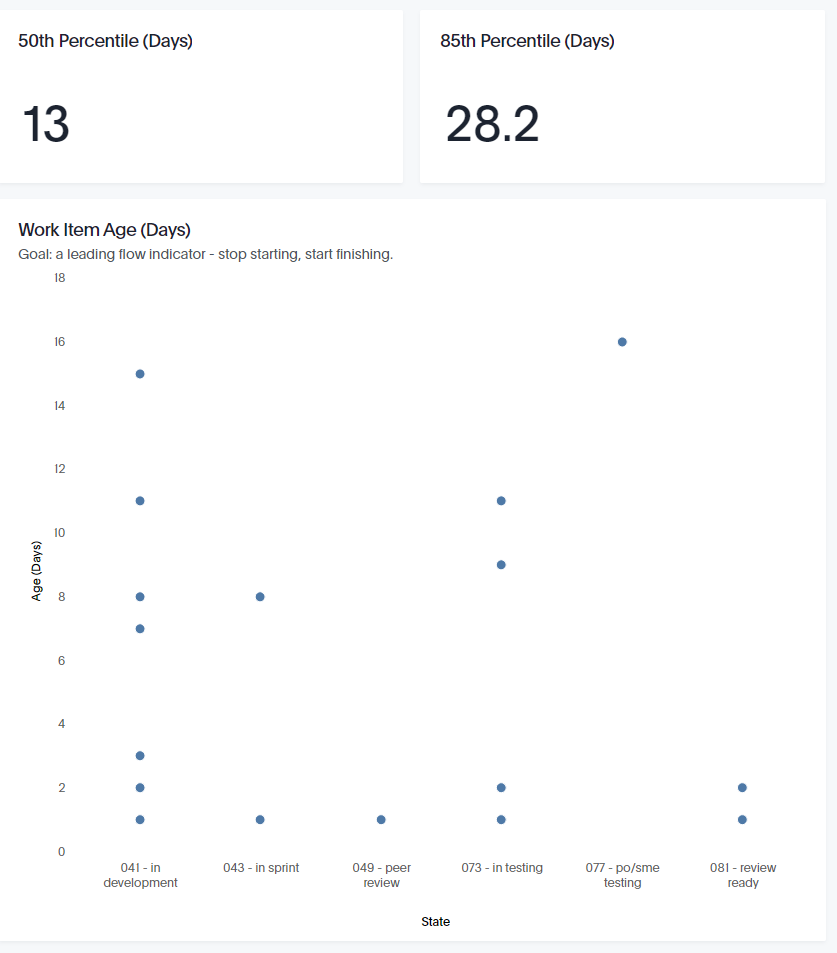 50th Percentile (Days)
85th Percentile (Days)
13
28.2
Work Item Age (Days)
Goal: a leading flow indicator - stop starting, start finishing.
18
16
14
12
10
8
6
4
2
0
Age (Days)
041 - in
development
043 - in sprint
049 - peer
review
073 - in testing
077 - po/sme
testing
081 - review
ready
State